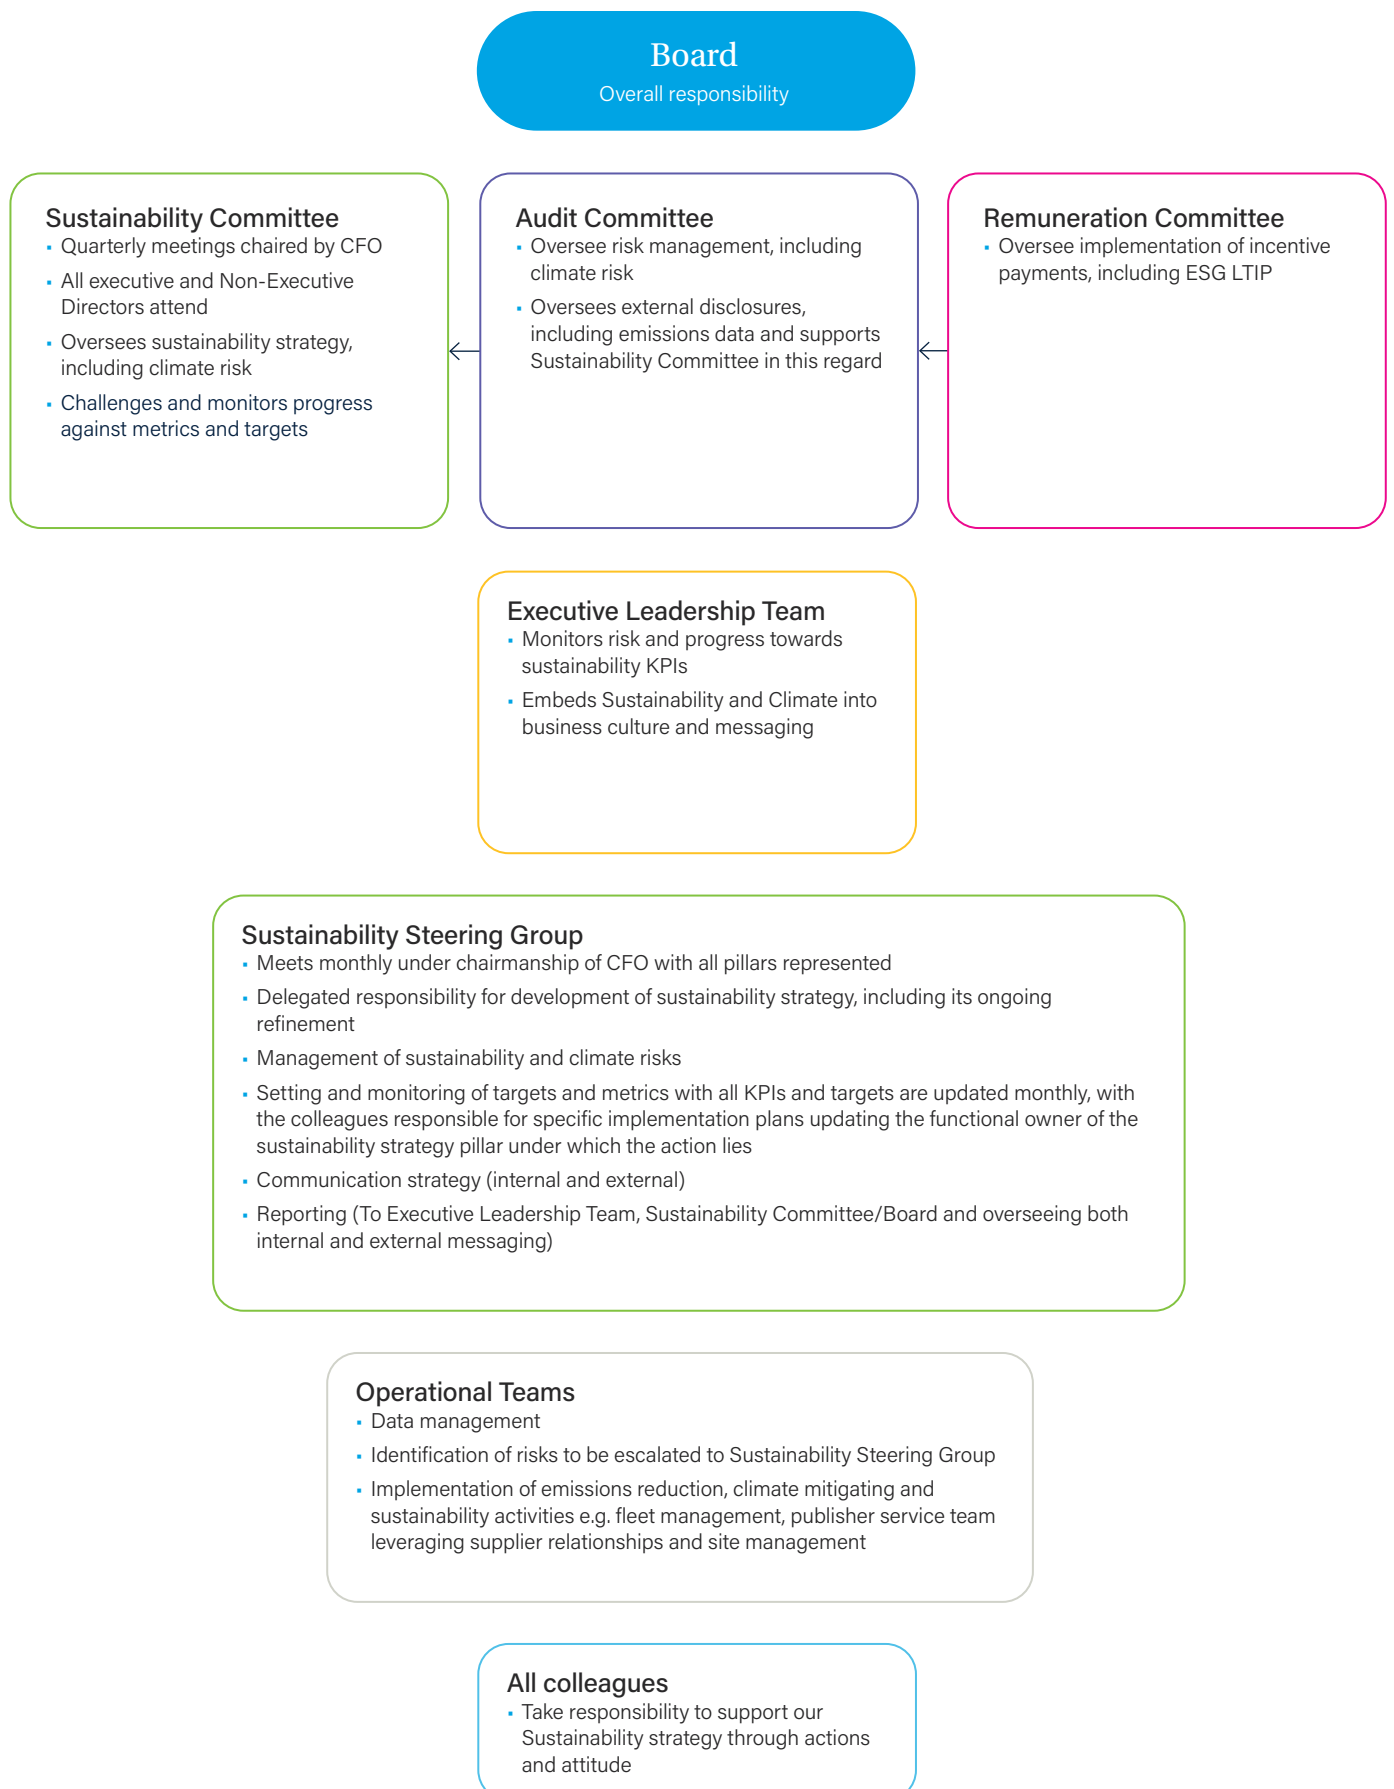 Board
Overall responsibility
Sustainability Committee
▪ Quarterly meetings chaired by CFO
▪ All executive and Non-Executive
Directors attend
▪ Oversees sustainability strategy,
including climate risk
▪ Challenges and monitors progress
against metrics and targets
Audit Committee
▪ Oversee risk management, including
climate risk
▪ Oversees external disclosures,
including emissions data and supports
Sustainability Committee in this regard
Remuneration Committee
▪ Oversee implementation of incentive
payments, including ESG LTIP
Executive Leadership Team
▪ Monitors risk and progress towards
sustainability KPIs
▪ Embeds Sustainability and Climate into
business culture and messaging
Sustainability Steering Group
▪ Meets monthly under chairmanship of CFO with all pillars represented
▪ Delegated responsibility for development of sustainability strategy, including its ongoing
refinement
▪ Management of sustainability and climate risks
▪ Setting and monitoring of targets and metrics with all KPIs and targets are updated monthly, with
the colleagues responsible for specific implementation plans updating the functional owner of the
sustainability strategy pillar under which the action lies
▪ Communication strategy (internal and external)
▪ Reporting (To Executive Leadership Team, Sustainability Committee/Board and overseeing both
internal and external messaging)
Operational Teams
▪ Data management
▪ Identification of risks to be escalated to Sustainability Steering Group
▪ Implementation of emissions reduction, climate mitigating and
sustainability activities e.g. fleet management, publisher service team
leveraging supplier relationships and site management
All colleagues
▪ Take responsibility to support our
Sustainability strategy through actions
and attitude